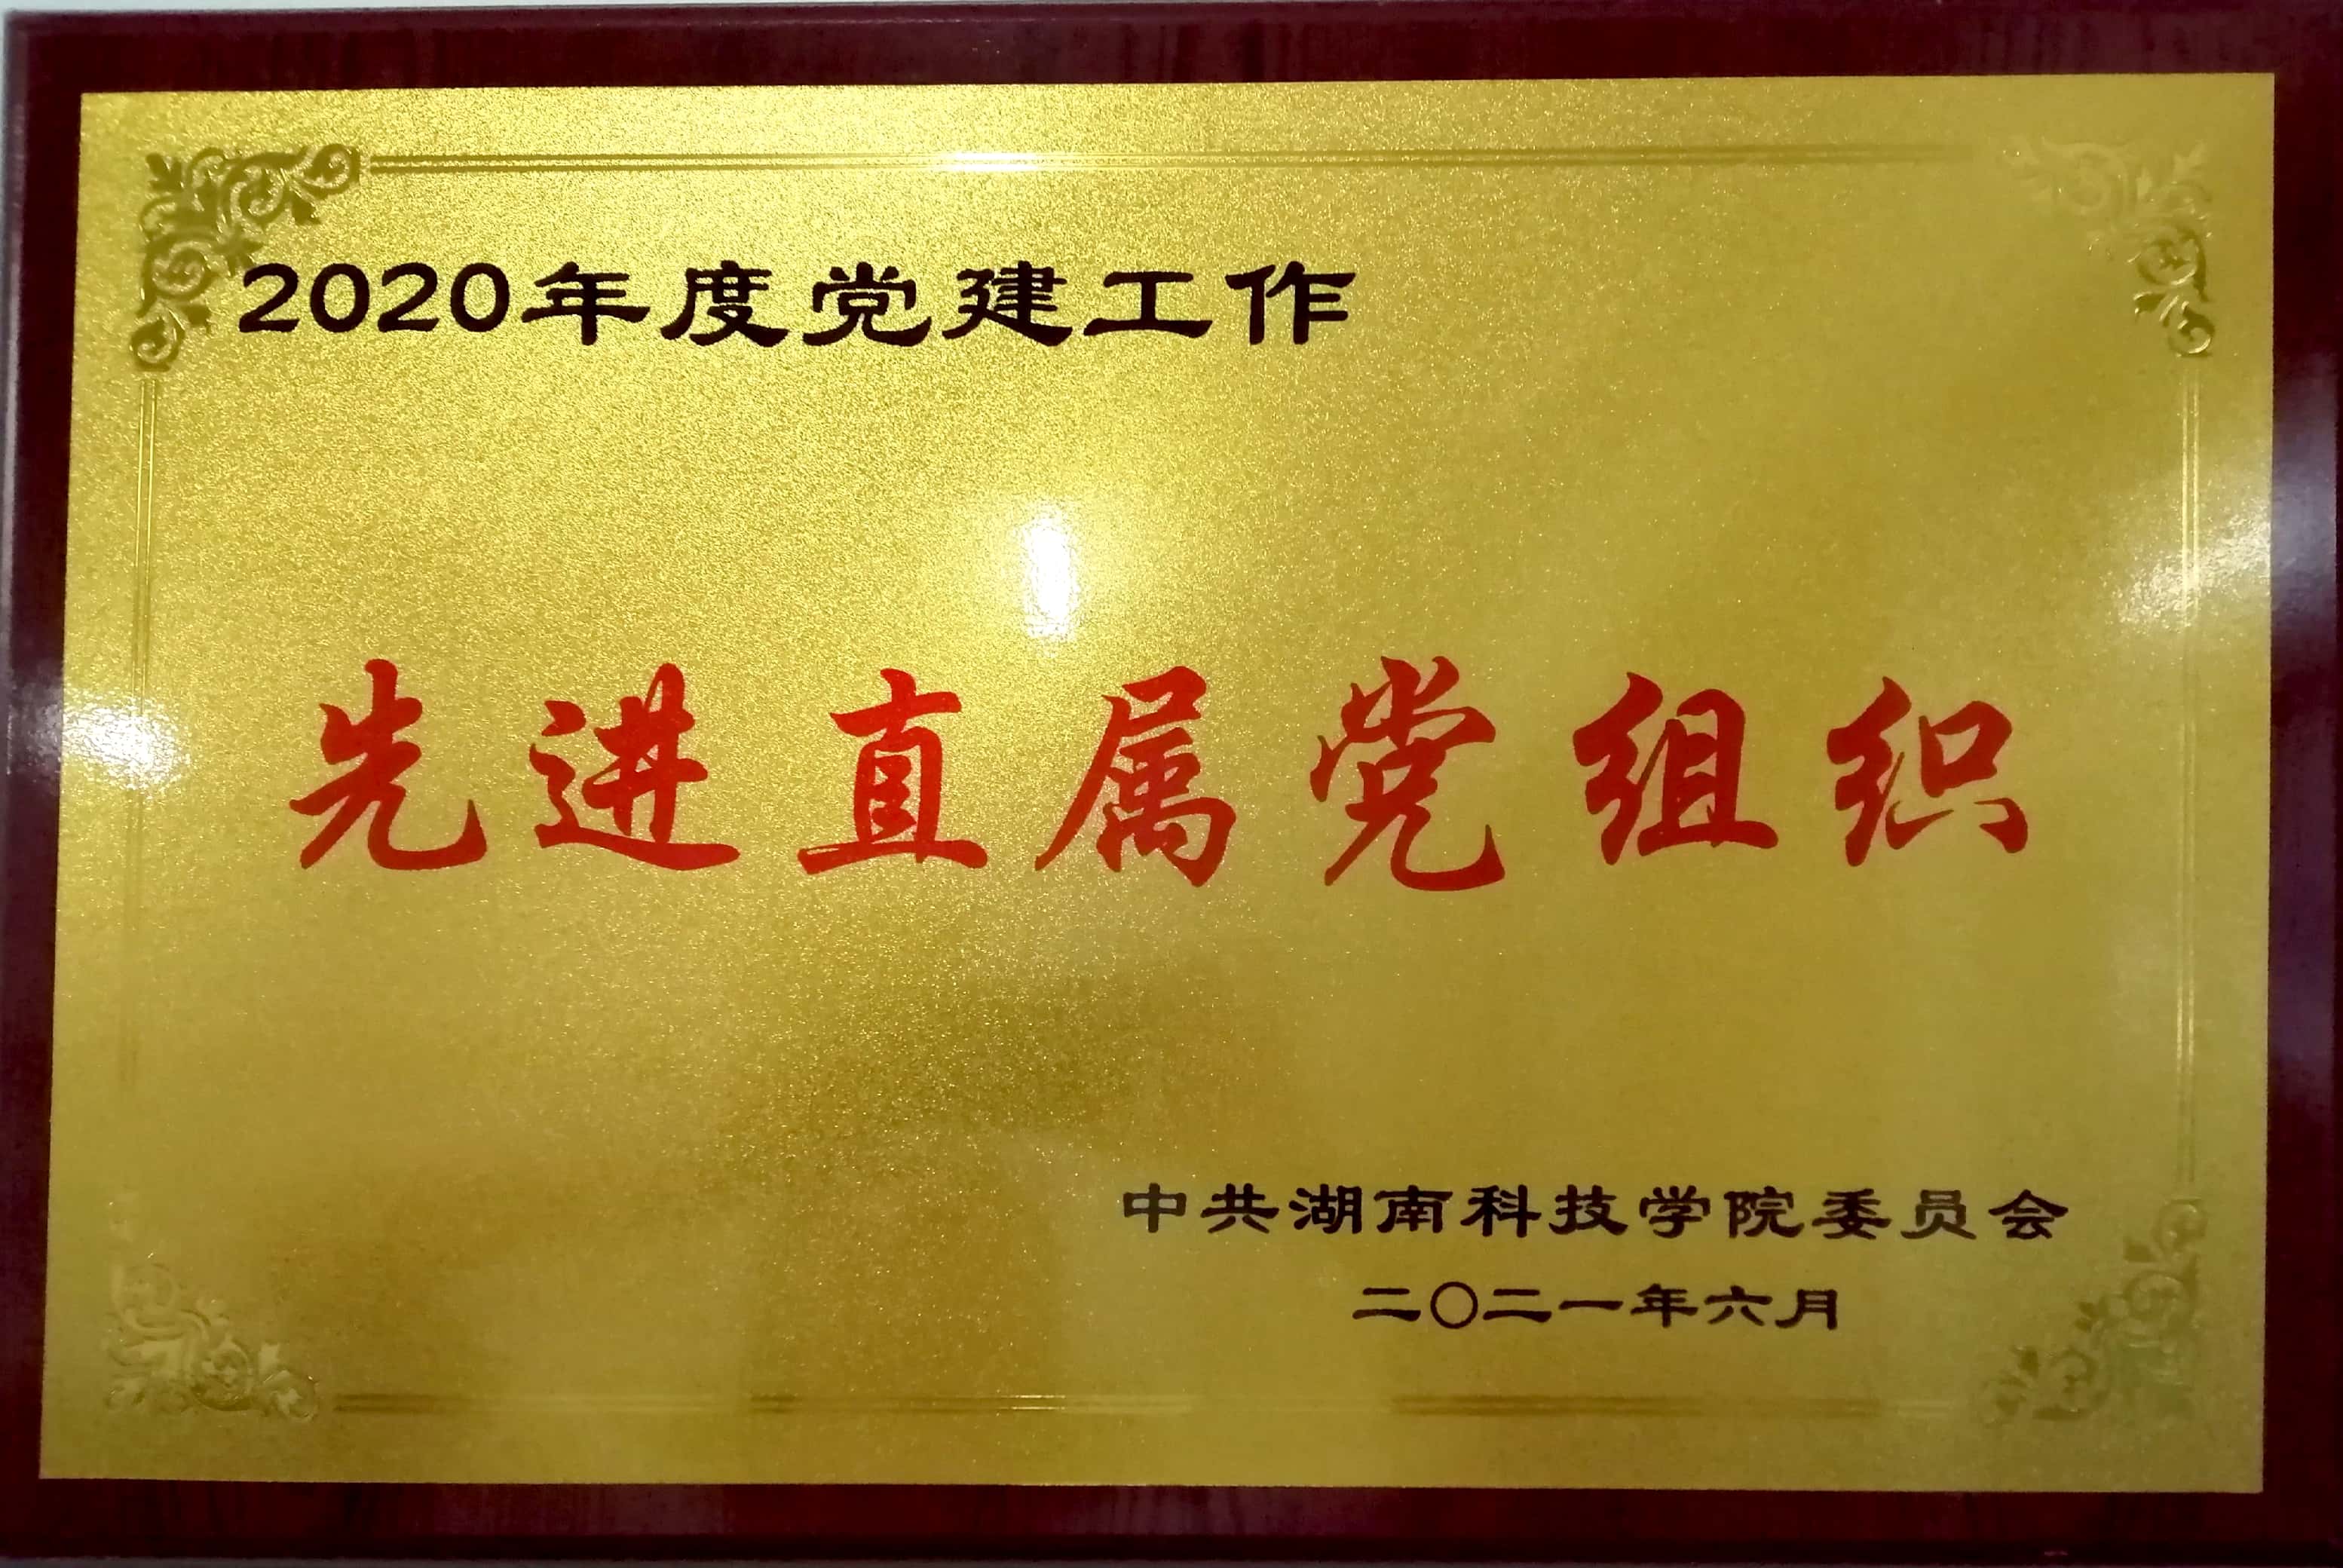 2020年度党建工作
先进直属党组织
中共湖南科技学院委员会
二〇二一年六月